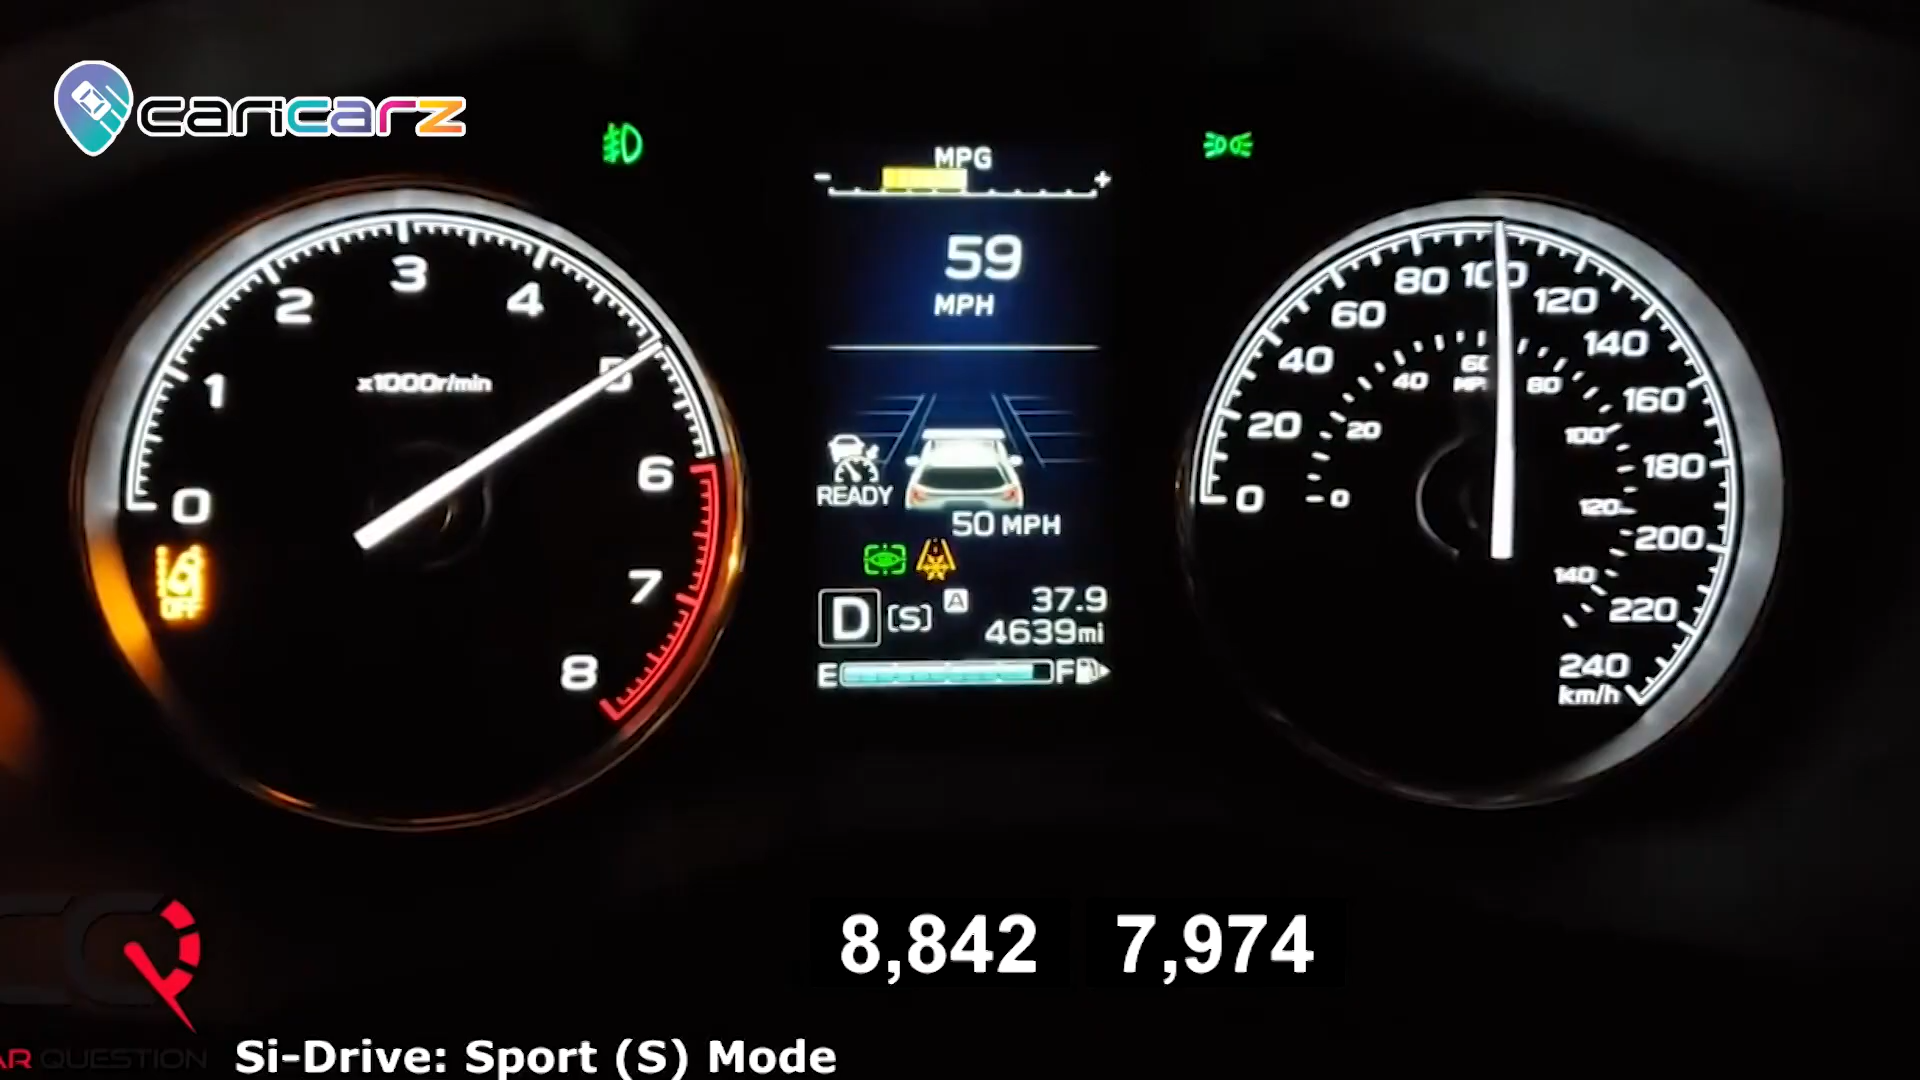 caricarz
MPG
- +
59
MPH
0 1 2 3 4 5 6 7 8
x1000r/min
OFF
READY
50 MPH
D [S] A 37.9
4639mi
E F
0 20 40 60 80 100 120 140 160 180 200 220 240
km/h
0 20 40 60 80 100 120 140
8,842 7,974
AR QUESTION
Si-Drive: Sport (S) Mode